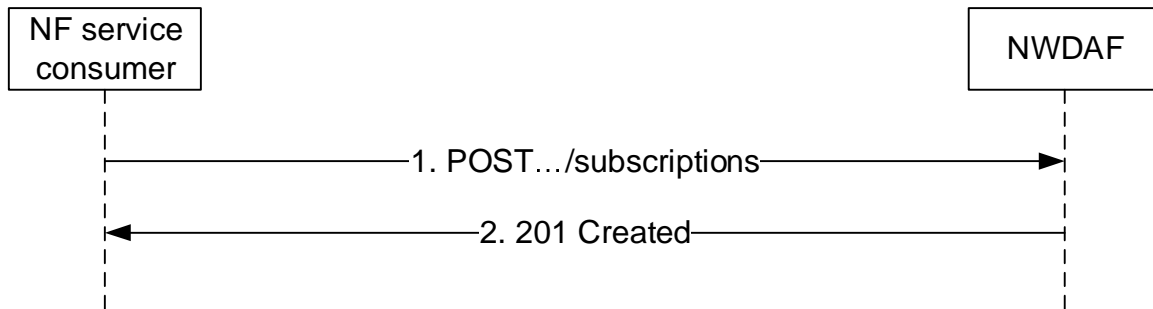 NF service
consumer
NWDAF
1. POST…/subscriptions
2. 201 Created